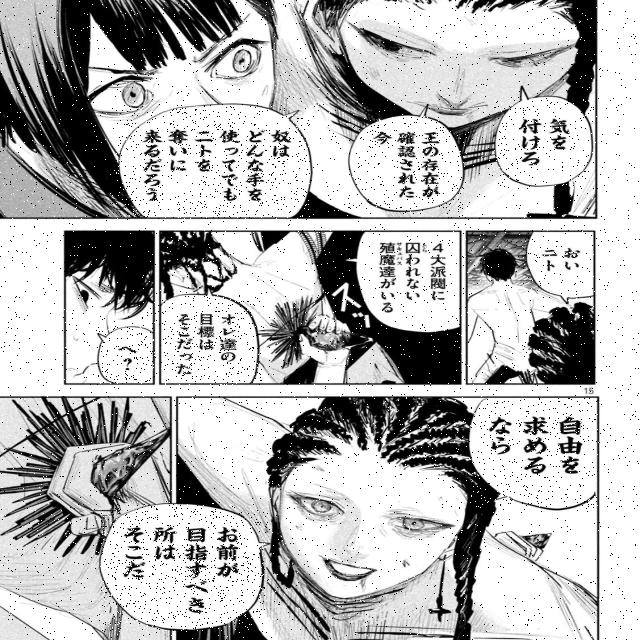 気を
付けろ
王の存在が
確認された
今
奴は
どんな手を
使ってでも
ニトを
奪いに
来るだろう
おい
ニト
4大派閥に
囚われない
殖魔達がいる
スッ
オレ達の
目標は
そこだった
へ?
16
自由を
求める
なら
お前が
目指すべき
所は
そこだ